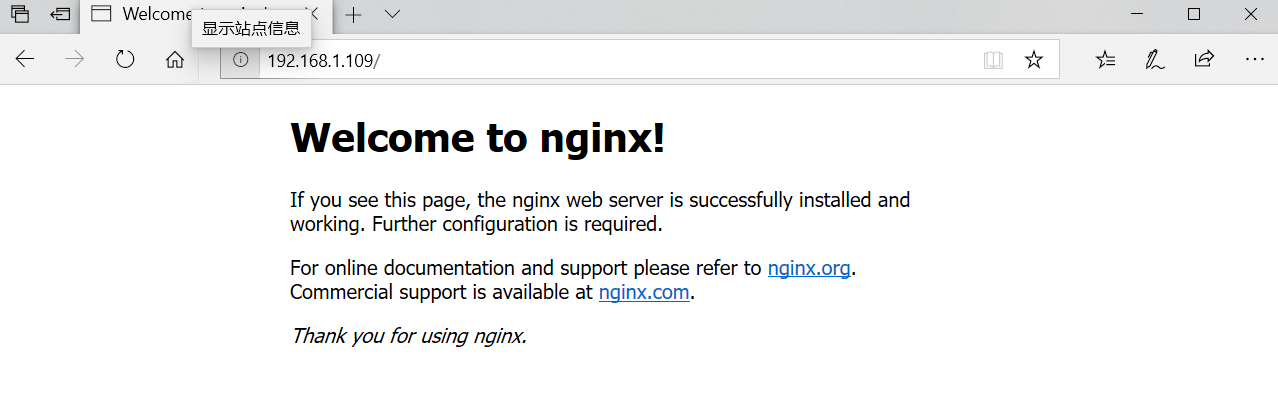 Welcome
显示站点信息
192.168.1.109/
Welcome to nginx!
If you see this page, the nginx web server is successfully installed and
working. Further configuration is required.
For online documentation and support please refer to nginx.org.
Commercial support is available at nginx.com.
Thank you for using nginx.